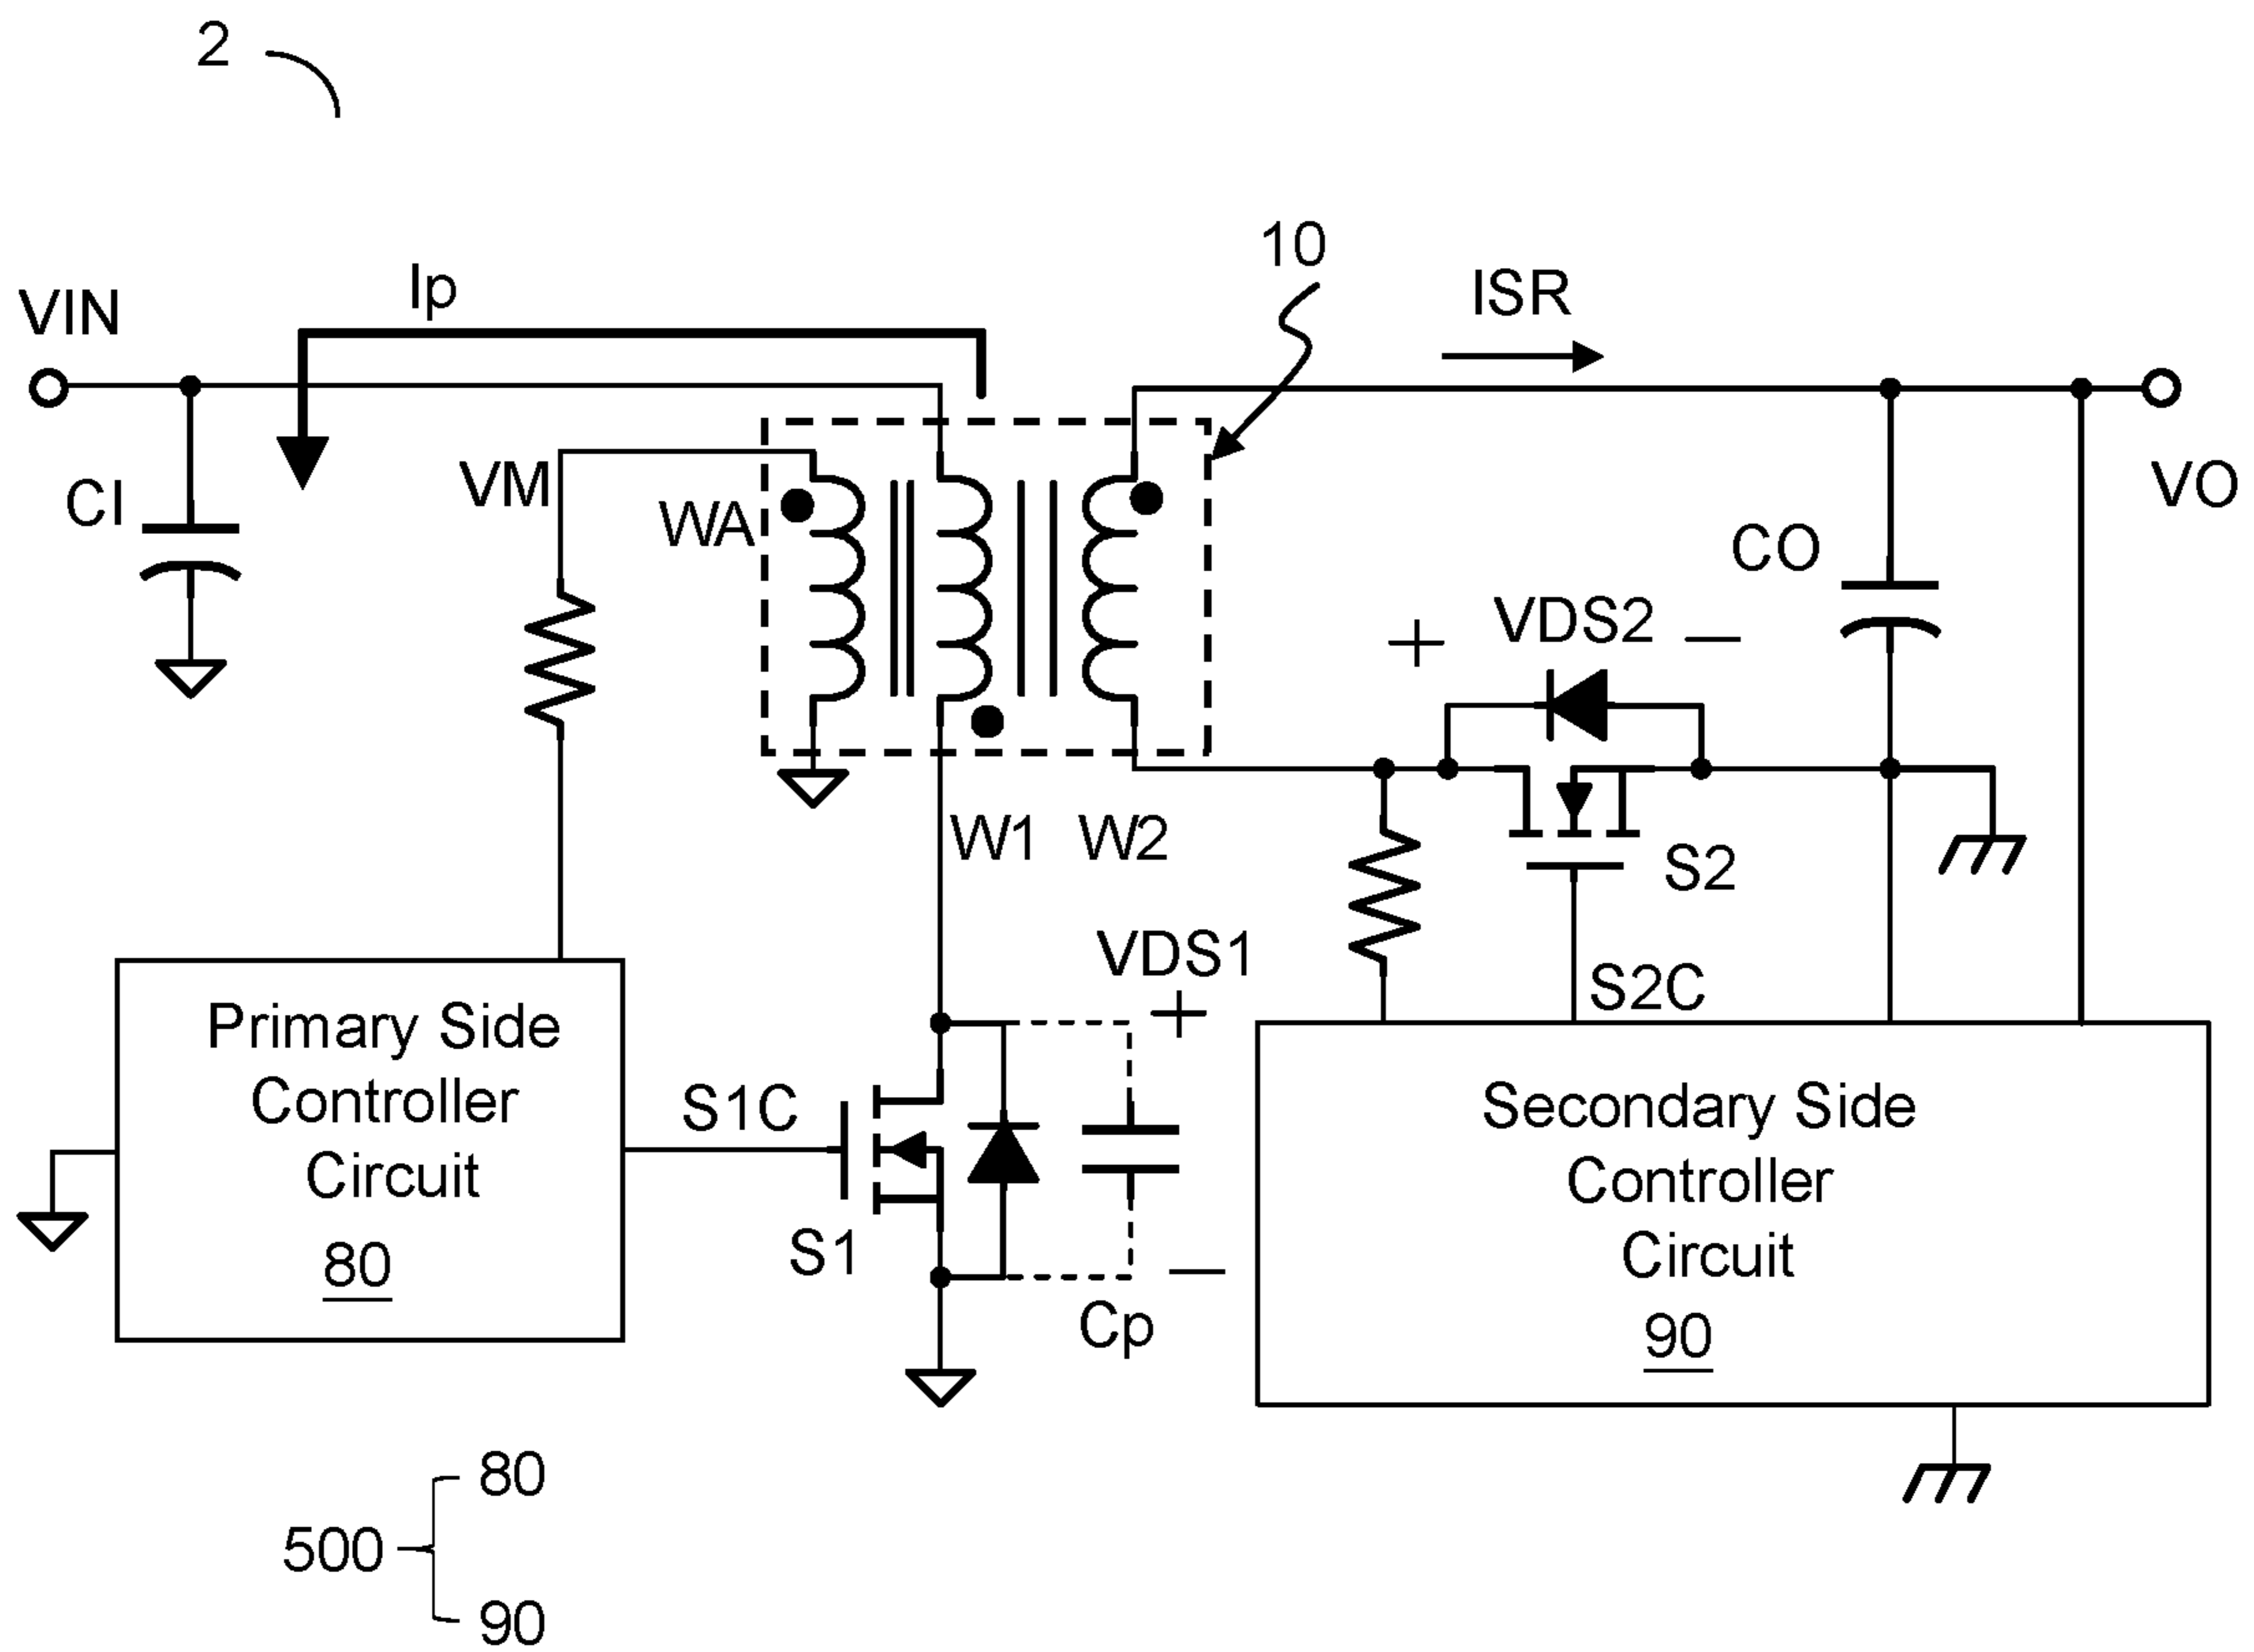 2
10
Ip
ISR
VIN
VM
CI
WA
VO
CO
+ VDS2 —
W1
W2
S2
VDS1
+
S2C
Primary Side
Controller
Circuit
80
S1C
S1
—
Cp
Secondary Side
Controller
Circuit
90
500
80
90